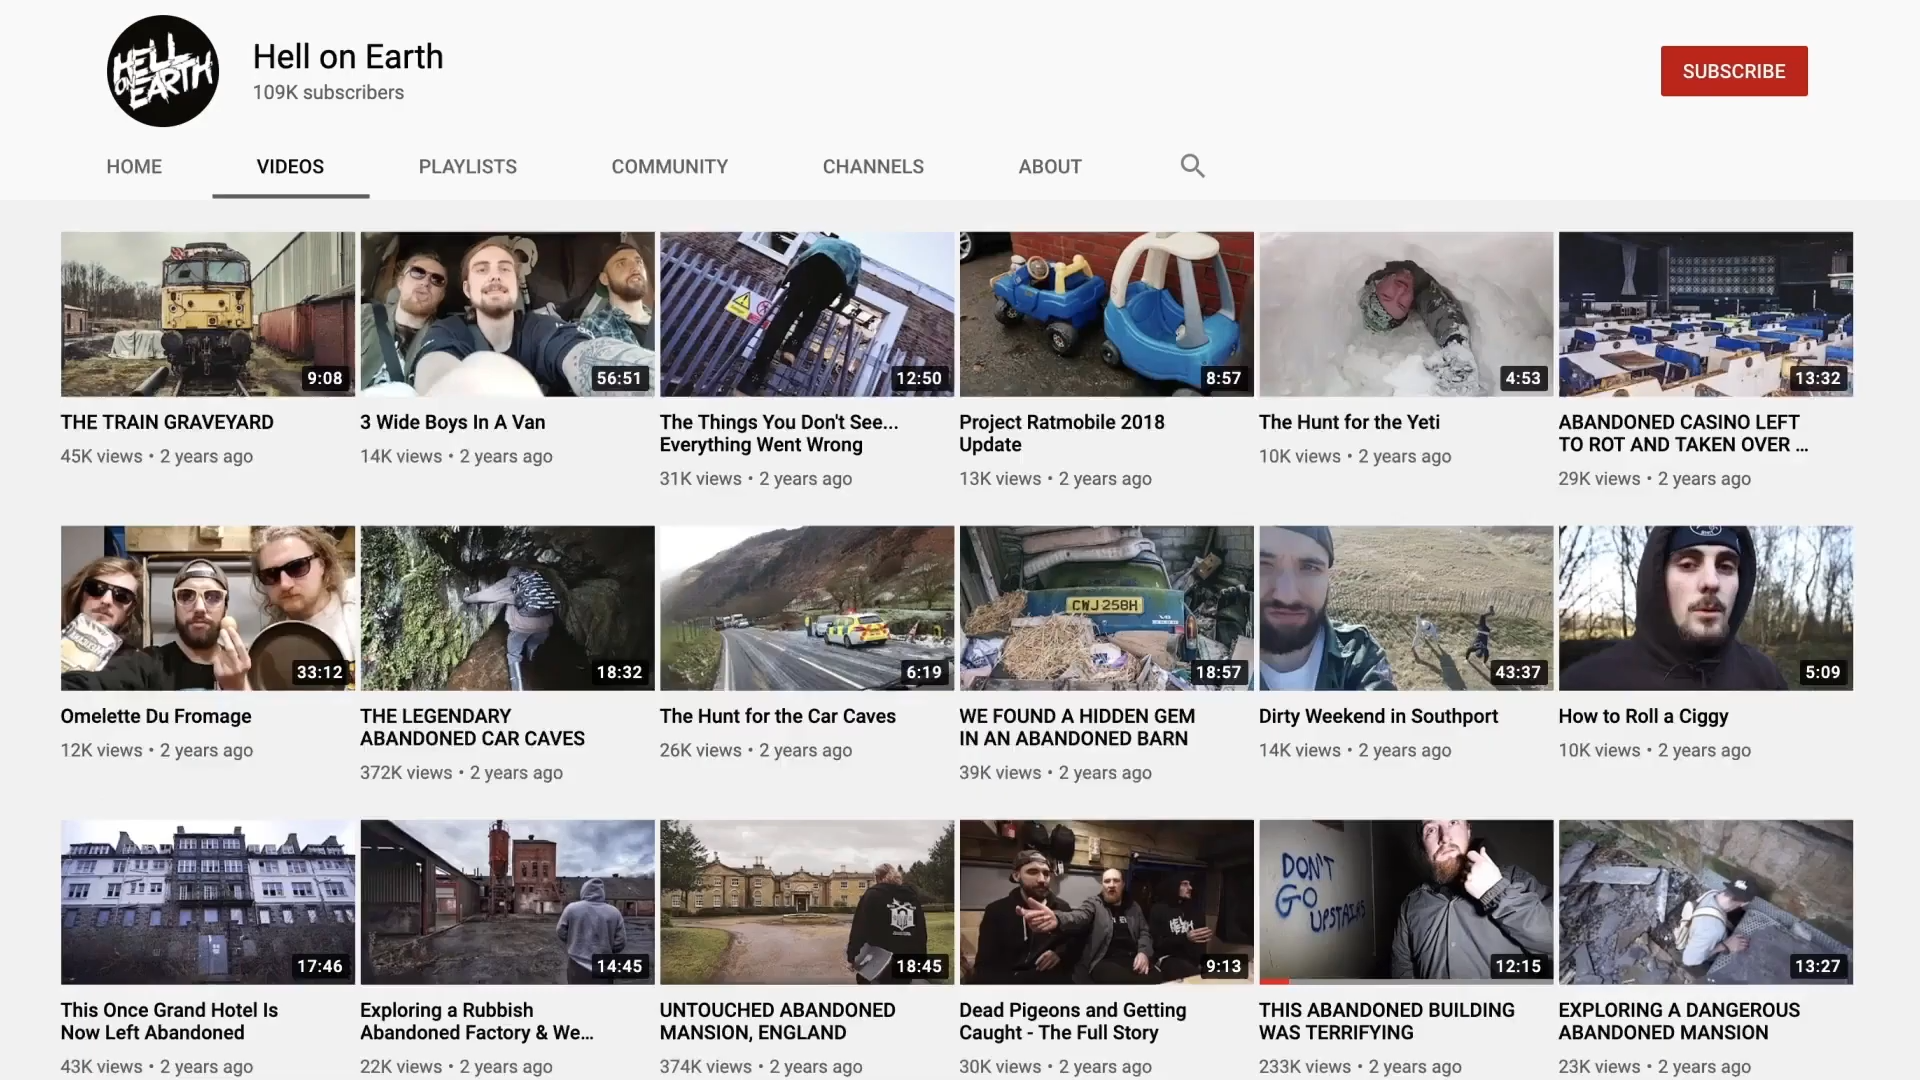 HELL
ON
EARTH
Hell on Earth
109K subscribers
SUBSCRIBE
HOME
VIDEOS
PLAYLISTS
COMMUNITY
CHANNELS
ABOUT
9:08
THE TRAIN GRAVEYARD
45K views • 2 years ago
56:51
3 Wide Boys In A Van
14K views • 2 years ago
12:50
The Things You Don't See...
Everything Went Wrong
31K views • 2 years ago
8:57
Project Ratmobile 2018
Update
13K views • 2 years ago
4:53
The Hunt for the Yeti
10K views • 2 years ago
13:32
ABANDONED CASINO LEFT
TO ROT AND TAKEN OVER ...
29K views • 2 years ago
33:12
Omelette Du Fromage
12K views • 2 years ago
18:32
THE LEGENDARY
ABANDONED CAR CAVES
372K views • 2 years ago
6:19
The Hunt for the Car Caves
26K views • 2 years ago
CWJ 258H
18:57
WE FOUND A HIDDEN GEM
IN AN ABANDONED BARN
39K views • 2 years ago
43:37
Dirty Weekend in Southport
14K views • 2 years ago
5:09
How to Roll a Ciggy
10K views • 2 years ago
17:46
This Once Grand Hotel Is
Now Left Abandoned
43K views • 2 years ago
14:45
Exploring a Rubbish
Abandoned Factory & We...
22K views • 2 years ago
18:45
UNTOUCHED ABANDONED
MANSION, ENGLAND
374K views • 2 years ago
9:13
Dead Pigeons and Getting
Caught - The Full Story
30K views • 2 years ago
DON'T
GO
UPSTAIRS
12:15
THIS ABANDONED BUILDING
WAS TERRIFYING
233K views • 2 years ago
13:27
EXPLORING A DANGEROUS
ABANDONED MANSION
23K views • 2 years ago